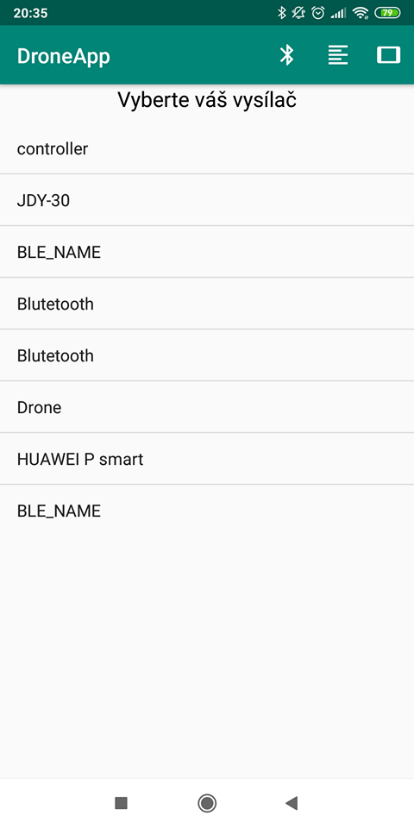 20:35
79
DroneApp
Vyberte váš vysílač
controller
JDY-30
BLE_NAME
Blutetooth
Blutetooth
Drone
HUAWEI P smart
BLE_NAME